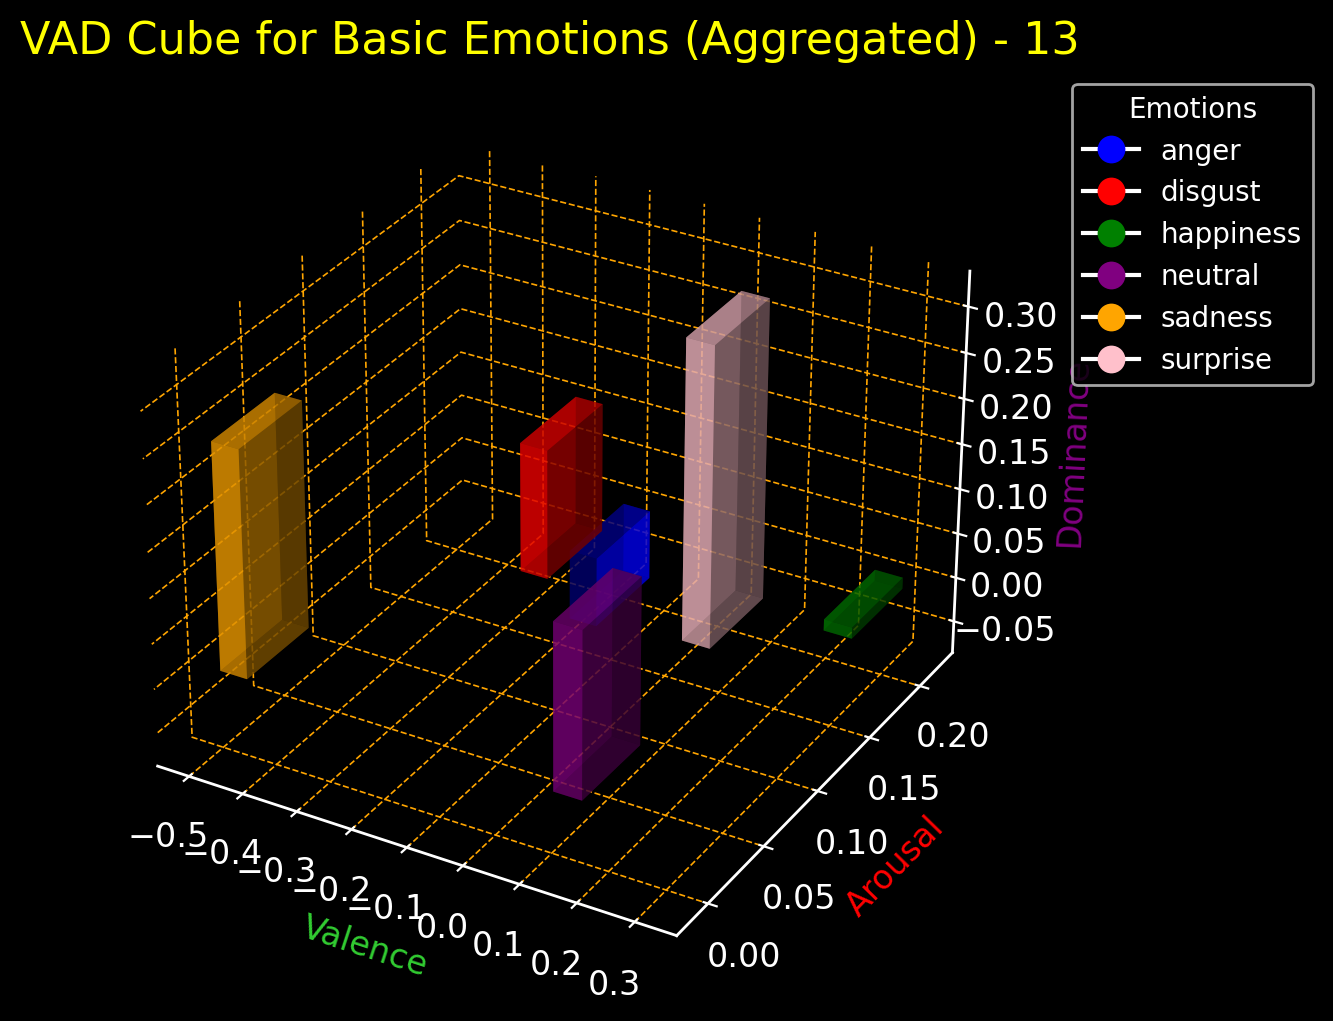 VAD Cube for Basic Emotions (Aggregated) - 13
Emotions
anger
disgust
happiness
neutral
sadness
surprise
0.30
0.25
0.20
0.15
0.10
0.05
0.00
−0.05
Dominance
0.20
0.15
0.10
0.05
0.00
Arousal
−0.5
−0.4
−0.3
−0.2
−0.1
0.0
0.1
0.2
0.3
Valence